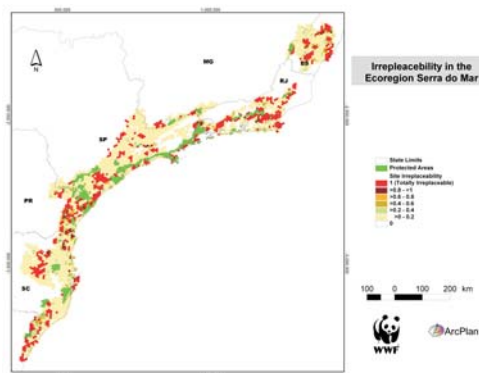 Irrepleacebility in the
Ecoregion Serra do Mar
MG
ES
RJ
SP
PR
SC
N
State Limits
Protected Areas
Site irreplaceability
1 (Totally Irreplaceable)
>0.8 - <1
>0.6 - 0.8
>0.4 - 0.6
>0.2 - 0.4
>0 - 0.2
0
100 0 100 200 km
WWF
ArcPlan